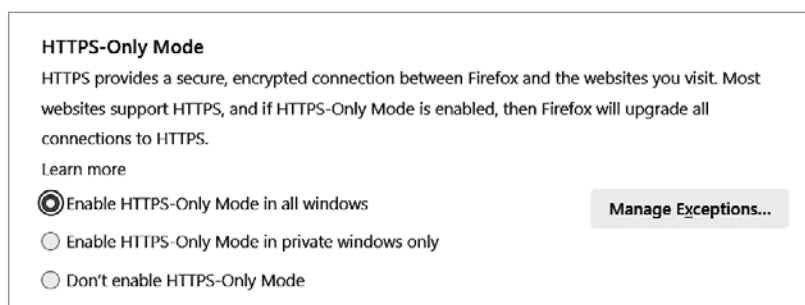 HTTPS-Only Mode
HTTPS provides a secure, encrypted connection between Firefox and the websites you visit. Most
websites support HTTPS, and if HTTPS-Only Mode is enabled, then Firefox will upgrade all
connections to HTTPS.
Learn more
Enable HTTPS-Only Mode in all windows
Manage Exceptions...
Enable HTTPS-Only Mode in private windows only
Don't enable HTTPS-Only Mode